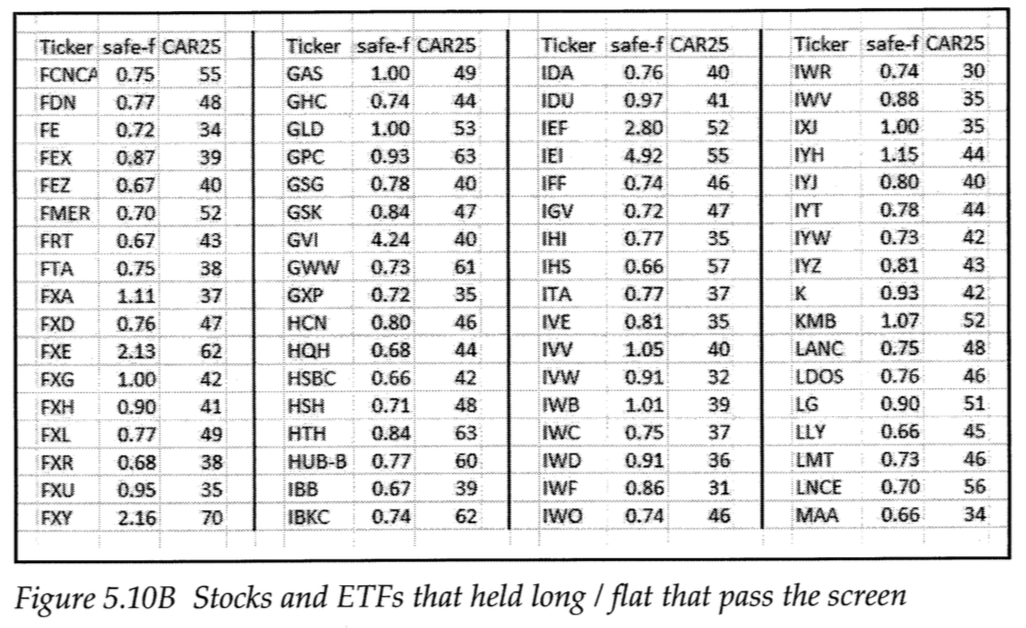 Ticker safe-f CAR25 Ticker safe-f CAR25 Ticker safe-f CAR25 Ticker safe-f CAR25
FCNCA 0.75 55 GAS 1.00 49 IDA 0.76 40 IWR 0.74 30
FDN 0.77 48 GHC 0.74 44 IDU 0.97 41 IWV 0.88 35
FE 0.72 34 GLD 1.00 53 IEF 2.80 52 IXJ 1.00 35
FEX 0.87 39 GPC 0.93 63 IEI 4.92 55 IYH 1.15 44
FEZ 0.67 40 GSG 0.78 40 IFF 0.74 46 IYJ 0.80 40
FMER 0.70 52 GSK 0.84 47 IGV 0.72 47 IYT 0.78 44
FRT 0.67 43 GVI 4.24 40 IHI 0.77 35 IYW 0.73 42
FTA 0.75 38 GWW 0.73 61 IHS 0.66 57 IYZ 0.81 43
FXA 1.11 37 GXP 0.72 35 ITA 0.77 37 K 0.93 42
FXD 0.76 47 HCN 0.80 46 IVE 0.81 35 KMB 1.07 52
FXE 2.13 62 HQH 0.68 44 IVV 1.05 40 LANC 0.75 48
FXG 1.00 42 HSBC 0.66 42 IVW 0.91 32 LDOS 0.76 46
FXH 0.90 41 HSH 0.71 48 IWB 1.01 39 LG 0.90 51
FXL 0.77 49 HTH 0.84 63 IWC 0.75 37 LLY 0.66 45
FXR 0.68 38 HUB-B 0.77 60 IWD 0.91 36 LMT 0.73 46
FXU 0.95 35 IBB 0.67 39 IWF 0.86 31 LNCE 0.70 56
FXY 2.16 70 IBKC 0.74 62 IWO 0.74 46 MAA 0.66 34
Figure 5.10B Stocks and ETFs that held long / flat that pass the screen